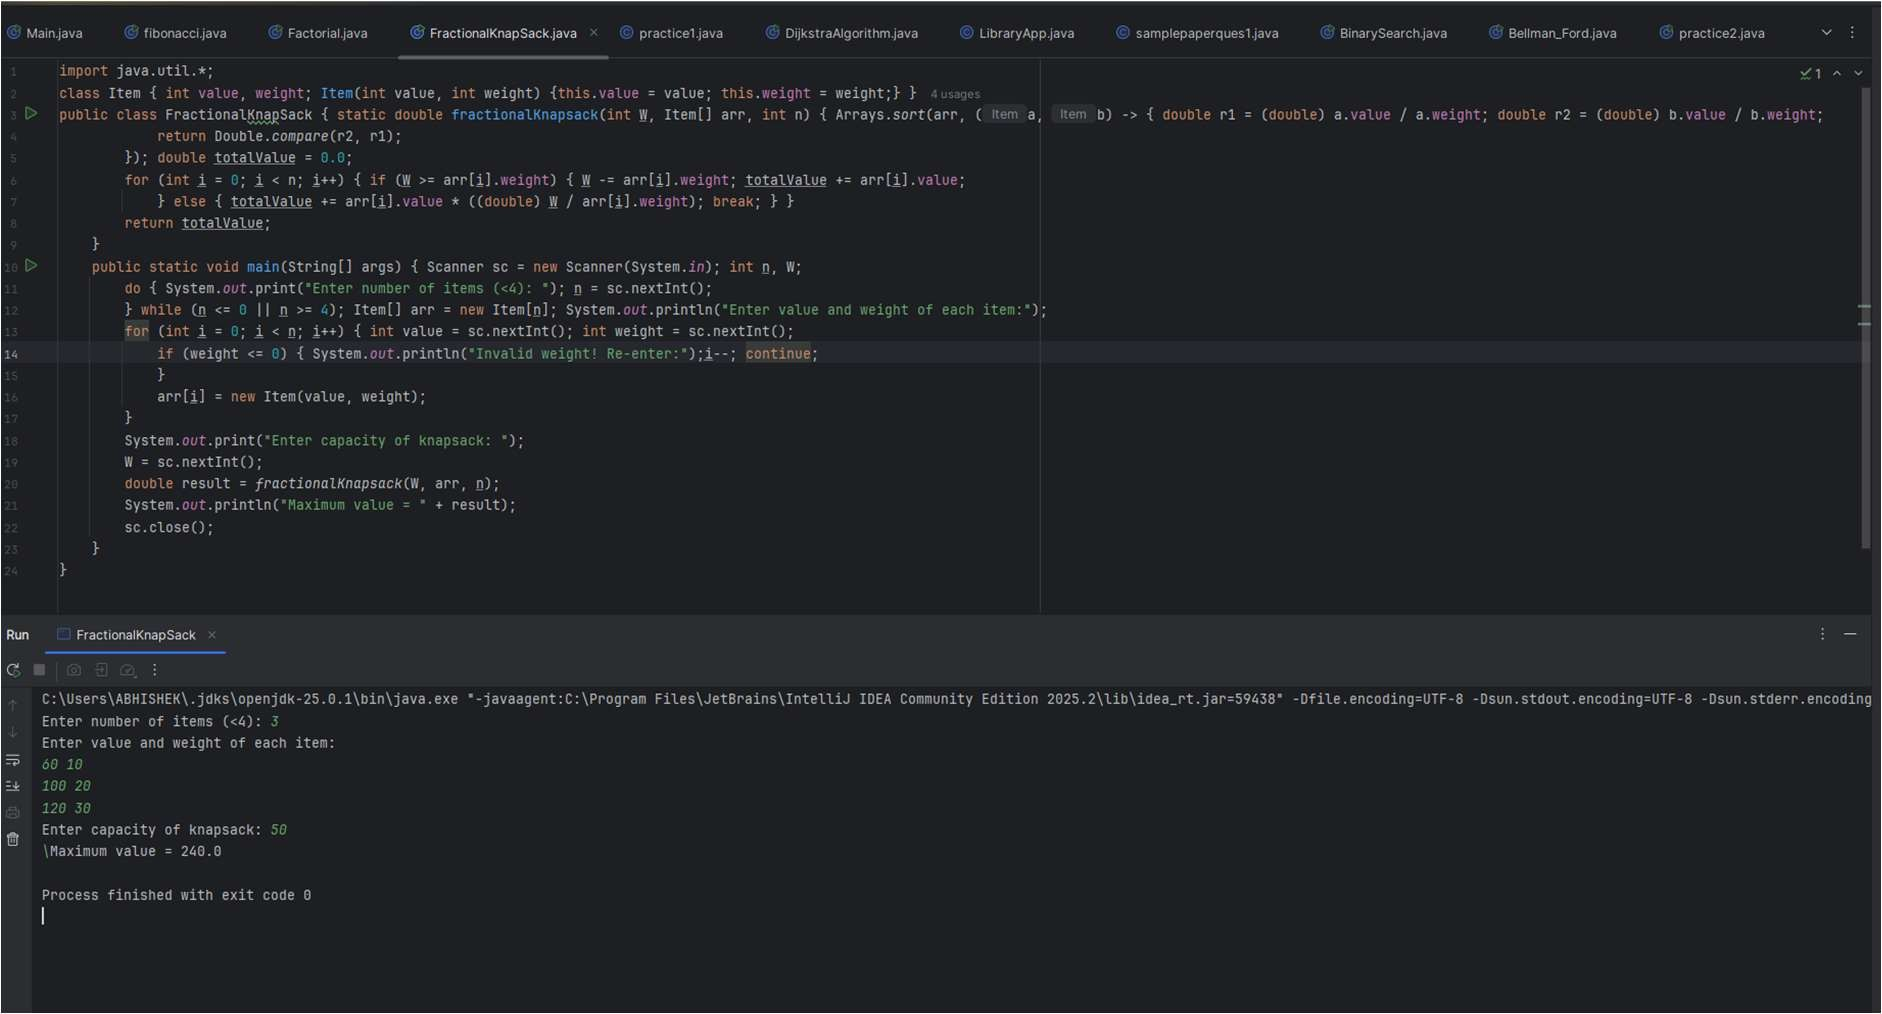 Main.java fibonacci.java Factorial.java FractionalKnapSack.java × practice1.java DijkstraAlgorithm.java LibraryApp.java samplepaperques1.java BinarySearch.java Bellman_Ford.java practice2.java
1 import java.util.*; 1
2 class Item { int value, weight; Item(int value, int weight) {this.value = value; this.weight = weight;} } 4 usages
3 public class FractionalKnapSack { static double fractionalKnapsack(int W, Item[] arr, int n) { Arrays.sort(arr, ( Item a, Item b) -> { double r1 = (double) a.value / a.weight; double r2 = (double) b.value / b.weight;
4 return Double.compare(r2, r1);
5 }); double totalValue = 0.0;
6 for (int i = 0; i < n; i++) { if (W >= arr[i].weight) { W -= arr[i].weight; totalValue += arr[i].value;
7 } else { totalValue += arr[i].value * ((double) W / arr[i].weight); break; } }
8 return totalValue;
9 }
10 public static void main(String[] args) { Scanner sc = new Scanner(System.in); int n, W;
11 do { System.out.print("Enter number of items (<4): "); n = sc.nextInt();
12 } while (n <= 0 || n >= 4); Item[] arr = new Item[n]; System.out.println("Enter value and weight of each item:");
13 for (int i = 0; i < n; i++) { int value = sc.nextInt(); int weight = sc.nextInt();
14 if (weight <= 0) { System.out.println("Invalid weight! Re-enter:");i--; continue;
15 }
16 arr[i] = new Item(value, weight);
17 }
18 System.out.print("Enter capacity of knapsack: ");
19 W = sc.nextInt();
20 double result = fractionalKnapsack(W, arr, n);
21 System.out.println("Maximum value = " + result);
22 sc.close();
23 }
24 }
Run FractionalKnapSack ×
C:\Users\ABHISHEK\.jdks\openjdk-25.0.1\bin\java.exe "-javaagent:C:\Program Files\JetBrains\IntelliJ IDEA Community Edition 2025.2\lib\idea_rt.jar=59438" -Dfile.encoding=UTF-8 -Dsun.stdout.encoding=UTF-8 -Dsun.stderr.encoding
Enter number of items (<4): 3
Enter value and weight of each item:
60 10
100 20
120 30
Enter capacity of knapsack: 50
\Maximum value = 240.0
Process finished with exit code 0